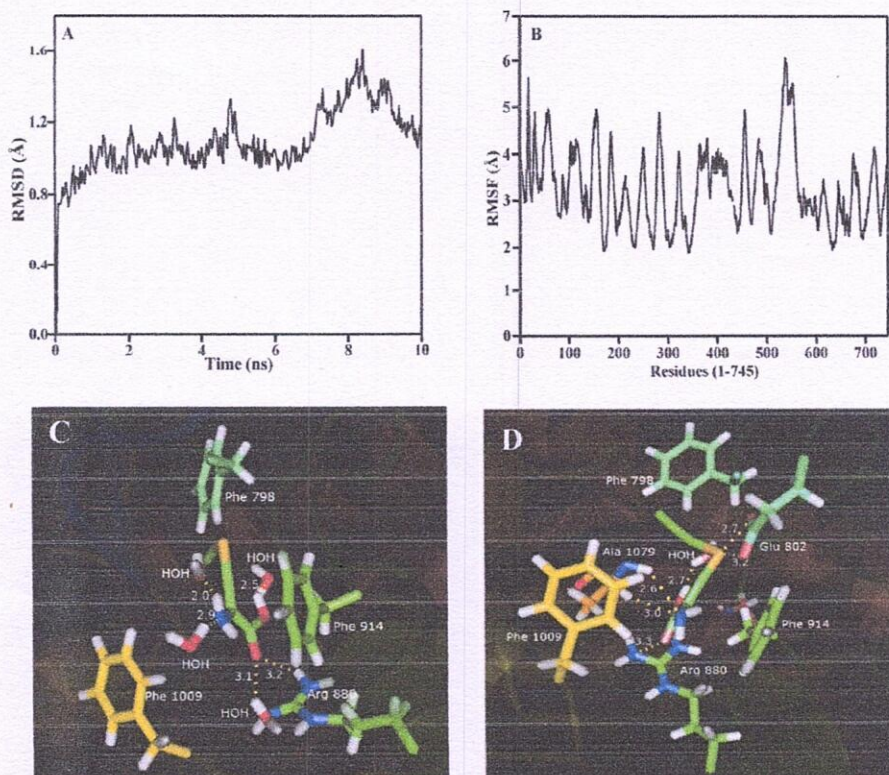 A
RMSD (Å)
1.6
1.2
0.8
0.4
0.0
0 2 4 6 8 10
Time (ns)
B
RMSF (Å)
7
6
5
4
3
2
1
0
0 100 200 300 400 500 600 700
Residues (1-745)
C
Phe 798
HOH
HOH
2.0
2.5
2.9
HOH
Phe 914
Phe 1009
3.1
3.2
Arg 880
HOH
D
Phe 798
2.7
HOH
Glu 802
3.2
Ala 1079
2.7
2.6
3.0
Phe 914
Phe 1009
3.3
Arg 880